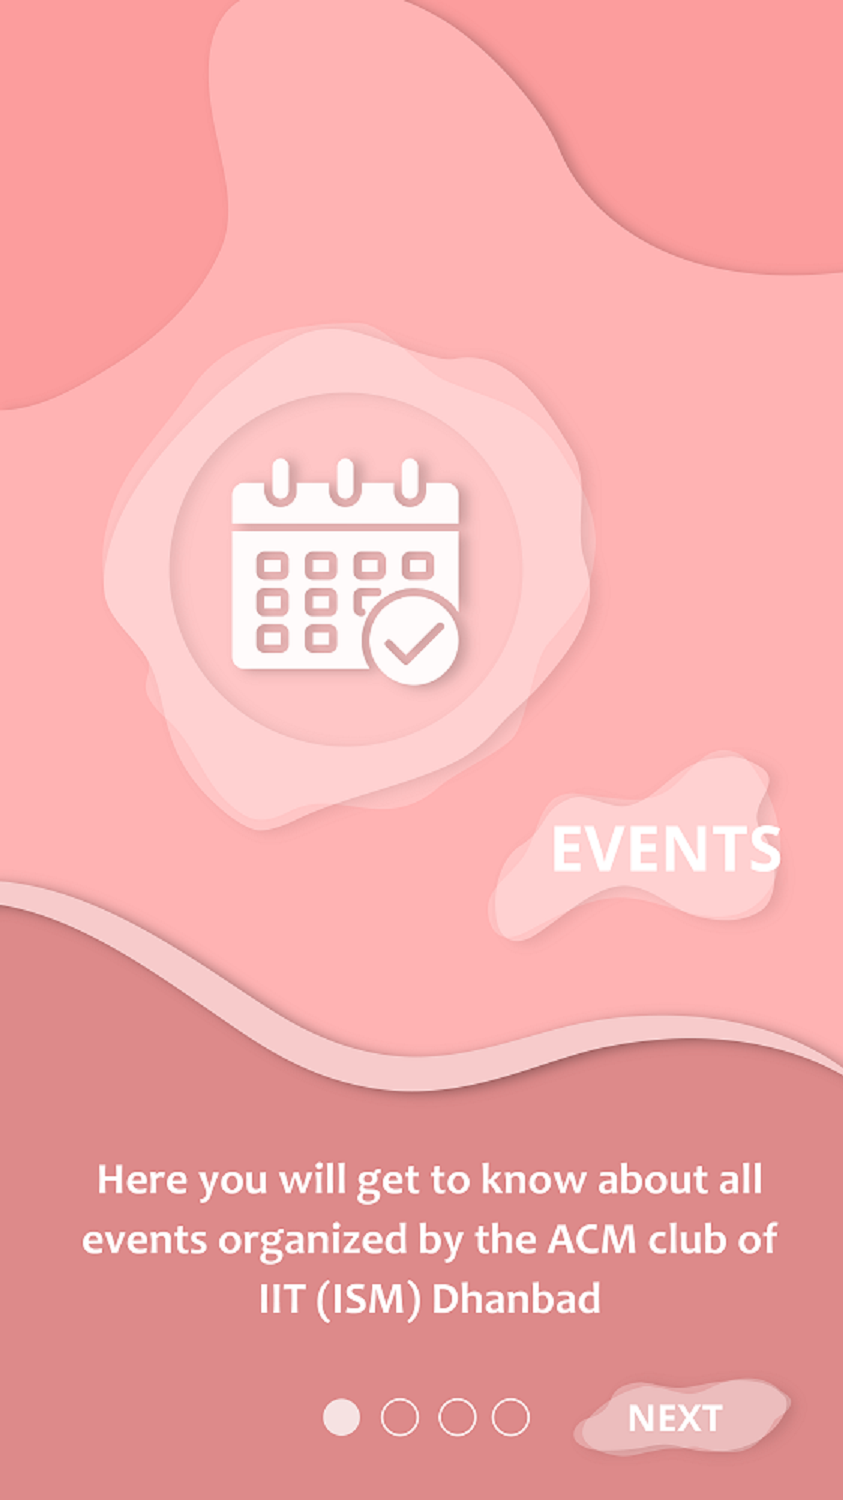 EVENTS
Here you will get to know about all
events organized by the ACM club of
IIT (ISM) Dhanbad
NEXT